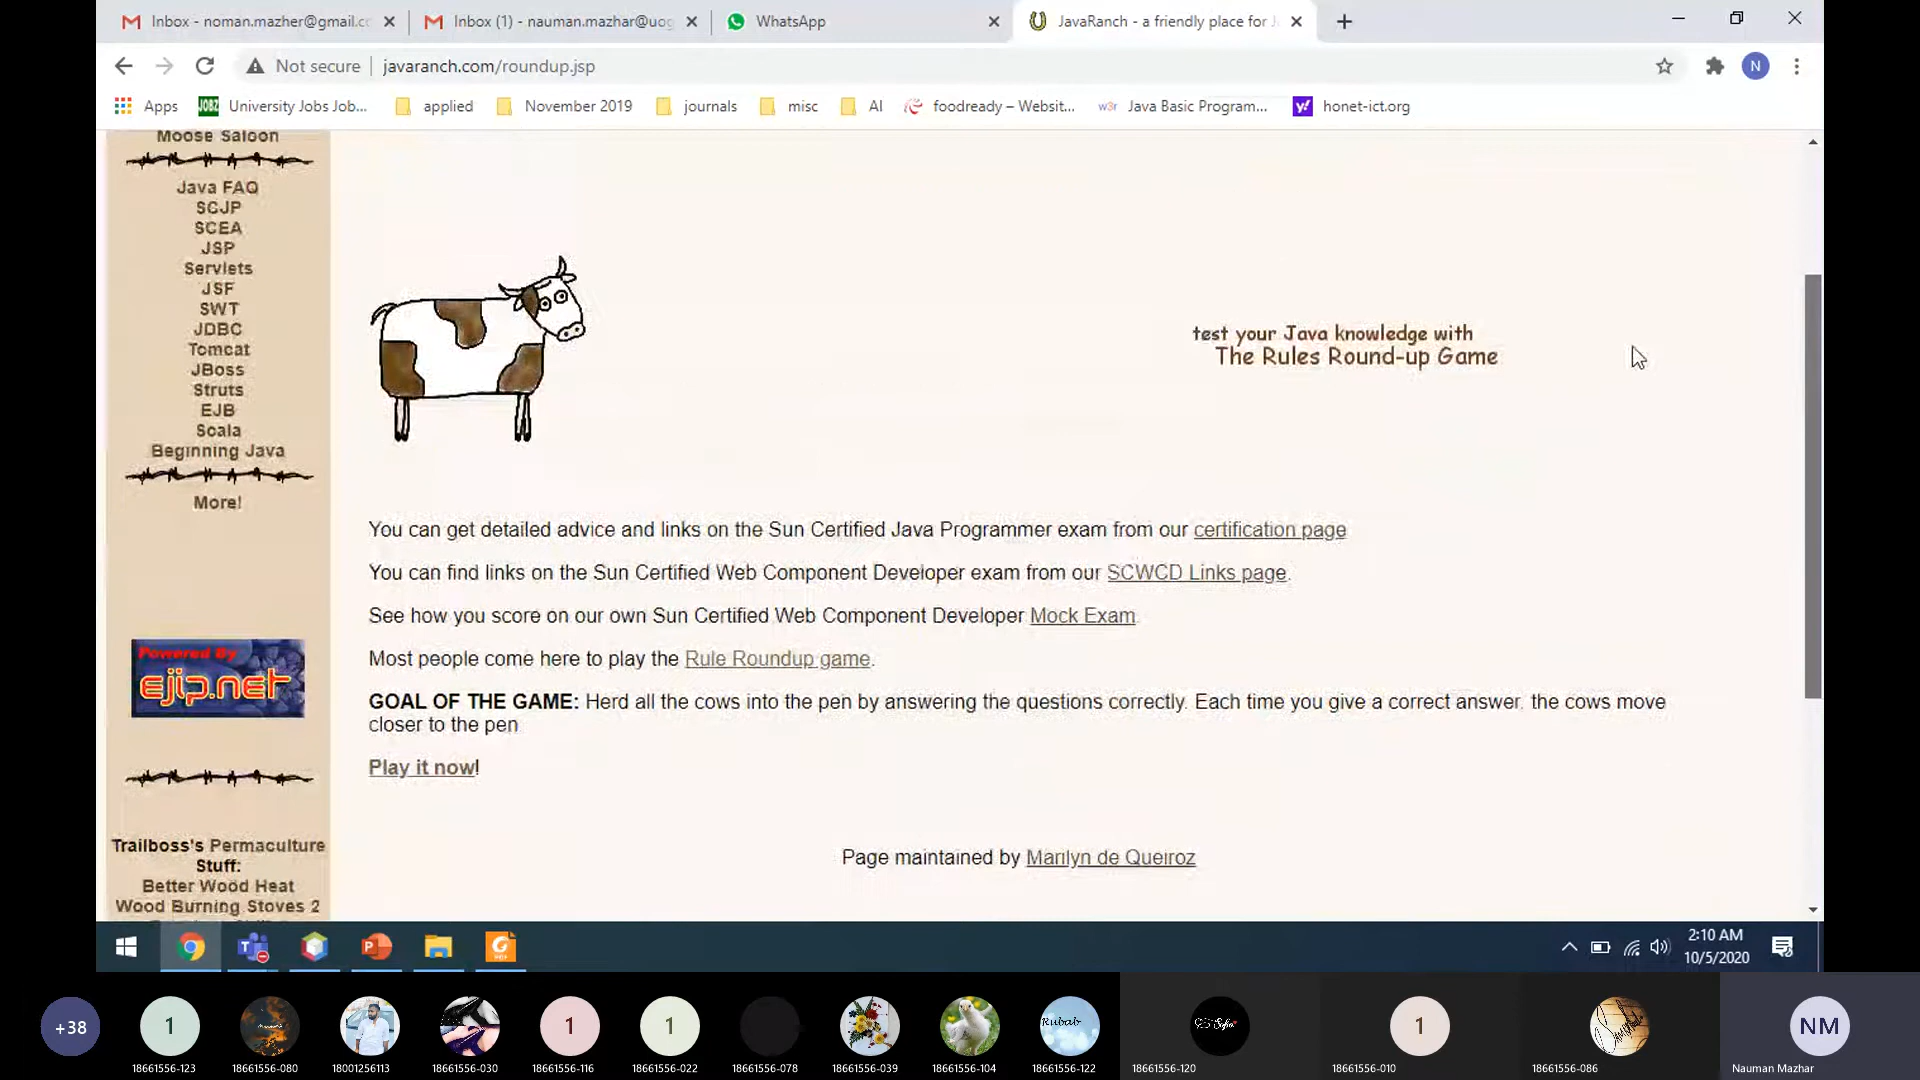 Inbox - noman.mazher@gmail.c
Inbox (1) - nauman.mazhar@uog
WhatsApp
JavaRanch - a friendly place for J
Not secure
javaranch.com/roundup.jsp
N
Apps
University Jobs Job...
applied
November 2019
journals
misc
AI
foodready – Websit...
Java Basic Program...
honet-ict.org
Moose Saloon
Java FAQ
SCJP
SCEA
JSP
Servlets
JSF
SWT
JDBC
Tomcat
JBoss
Struts
EJB
Scala
Beginning Java
More!
Powered By
ejip.net
Trailboss's Permaculture
Stuff:
Better Wood Heat
Wood Burning Stoves 2
test your Java knowledge with
The Rules Round-up Game
You can get detailed advice and links on the Sun Certified Java Programmer exam from our certification page
You can find links on the Sun Certified Web Component Developer exam from our SCWCD Links page.
See how you score on our own Sun Certified Web Component Developer Mock Exam
Most people come here to play the Rule Roundup game.
GOAL OF THE GAME: Herd all the cows into the pen by answering the questions correctly. Each time you give a correct answer, the cows move
closer to the pen
Play it now!
Page maintained by Marilyn de Queiroz
2:10 AM
10/5/2020
+38
1
1
1
Rubab
Sofia
1
NM
18661556-123
18661556-080
18001256113
18661556-030
18661556-116
18661556-022
18661556-078
18661556-039
18661556-104
18661556-122
18661556-120
18661556-010
18661556-086
Nauman Mazhar